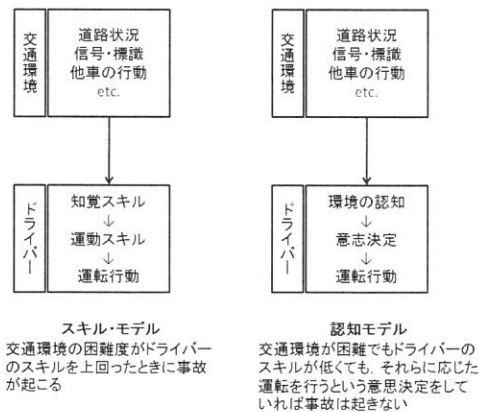 交通環境
道路状況
信号・標識
他車の行動
etc.
ドライバー
知覚スキル
↓
運動スキル
↓
運転行動
スキル・モデル
交通環境の困難度がドライバー
のスキルを上回ったときに事故
が起こる
交通環境
道路状況
信号・標識
他車の行動
etc.
ドライバー
環境の認知
↓
意志決定
↓
運転行動
認知モデル
交通環境が困難でもドライバーの
スキルが低くても，それらに応じた
運転を行うという意思決定をして
いれば事故は起きない